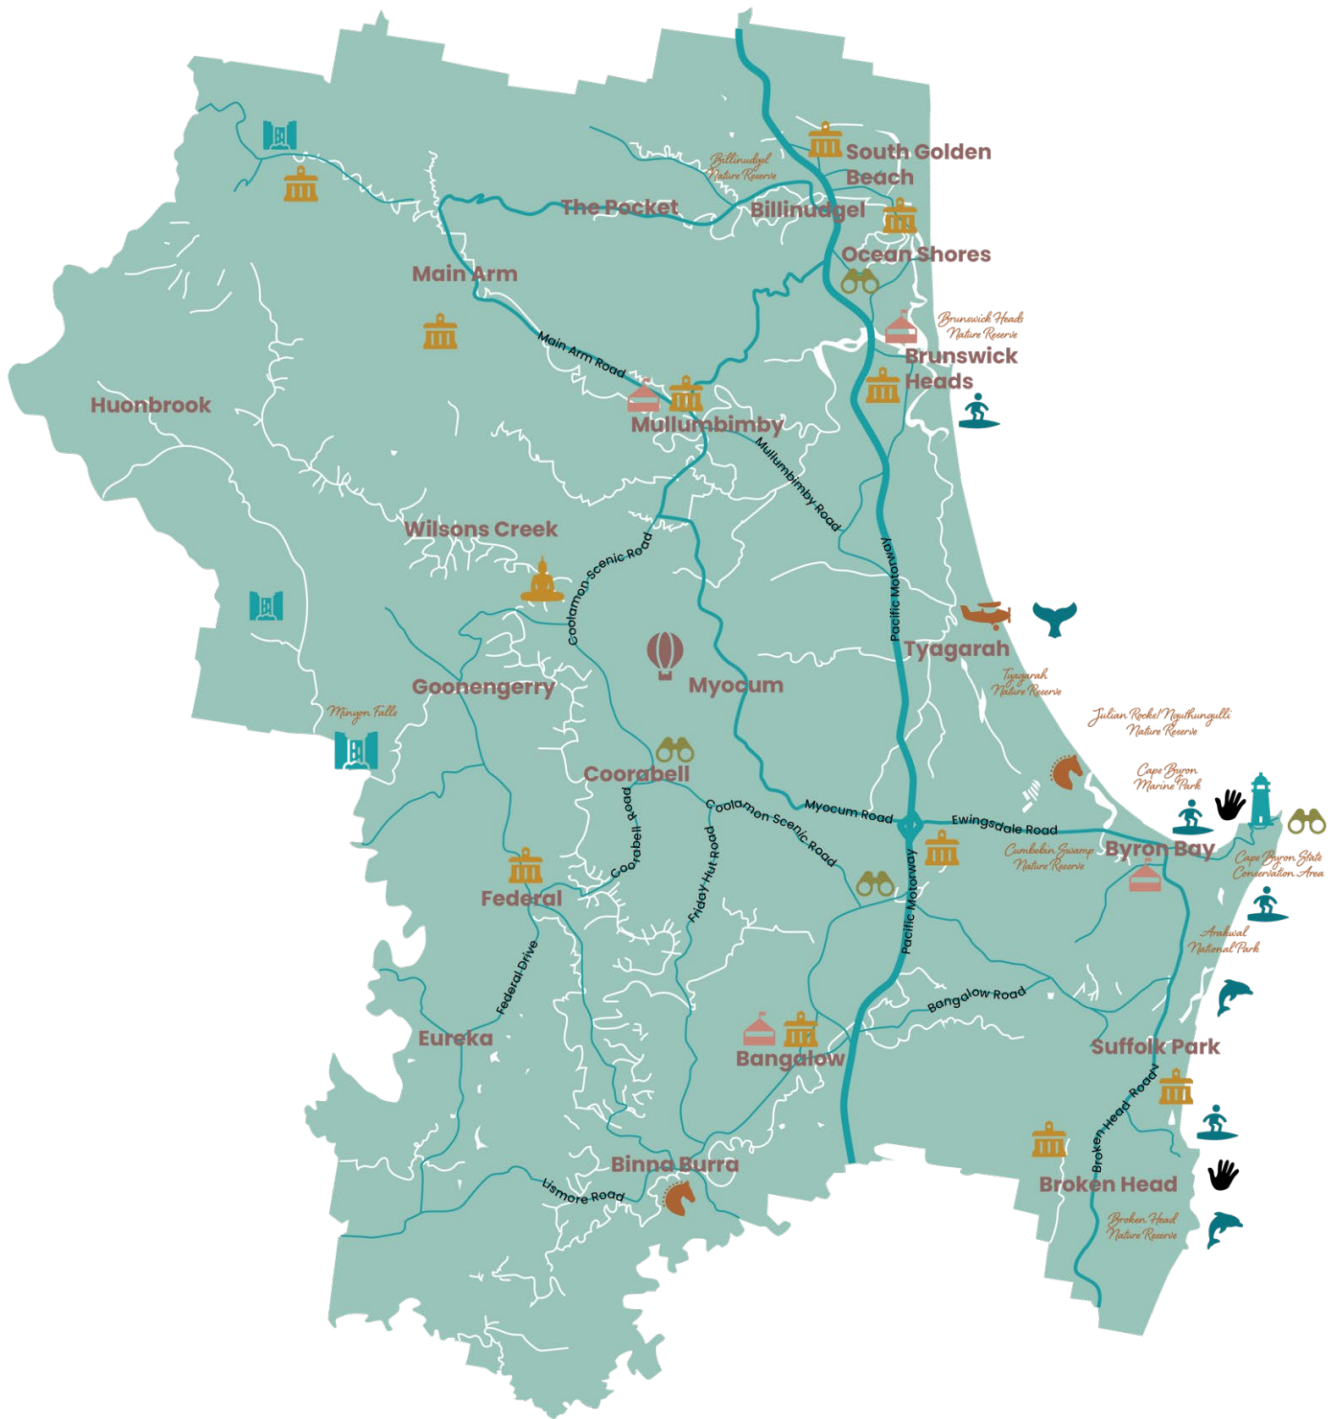 South Golden
Beach
Billinudgel
Nature Reserve
The Pocket
Billinudgel
Ocean Shores
Main Arm
Brunswick Heads
Nature Reserve
Main Arm Road
Brunswick
Heads
Huonbrook
Mullumbimby
Mullumbimby Road
Wilsons Creek
Coolamon Scenic Road
Pacific Motorway
Tyagarah
Tyagarah
Nature Reserve
Goonengerry
Myocum
Minyon Falls
Julian Rocks/Nguthungulli
Nature Reserve
Coorabell
Cape Byron
Marine Park
Coorabell Road
Coolamon Scenic Road
Myocum Road
Ewingsdale Road
Friday Hut Road
Cumbebin Swamp
Nature Reserve
Byron Bay
Cape Byron State
Conservation Area
Pacific Motorway
Federal
Arakwal
National Park
Federal Drive
Bangalow Road
Eureka
Bangalow
Suffolk Park
Broken Head Road
Binna Burra
Lismore Road
Broken Head
Broken Head
Nature Reserve